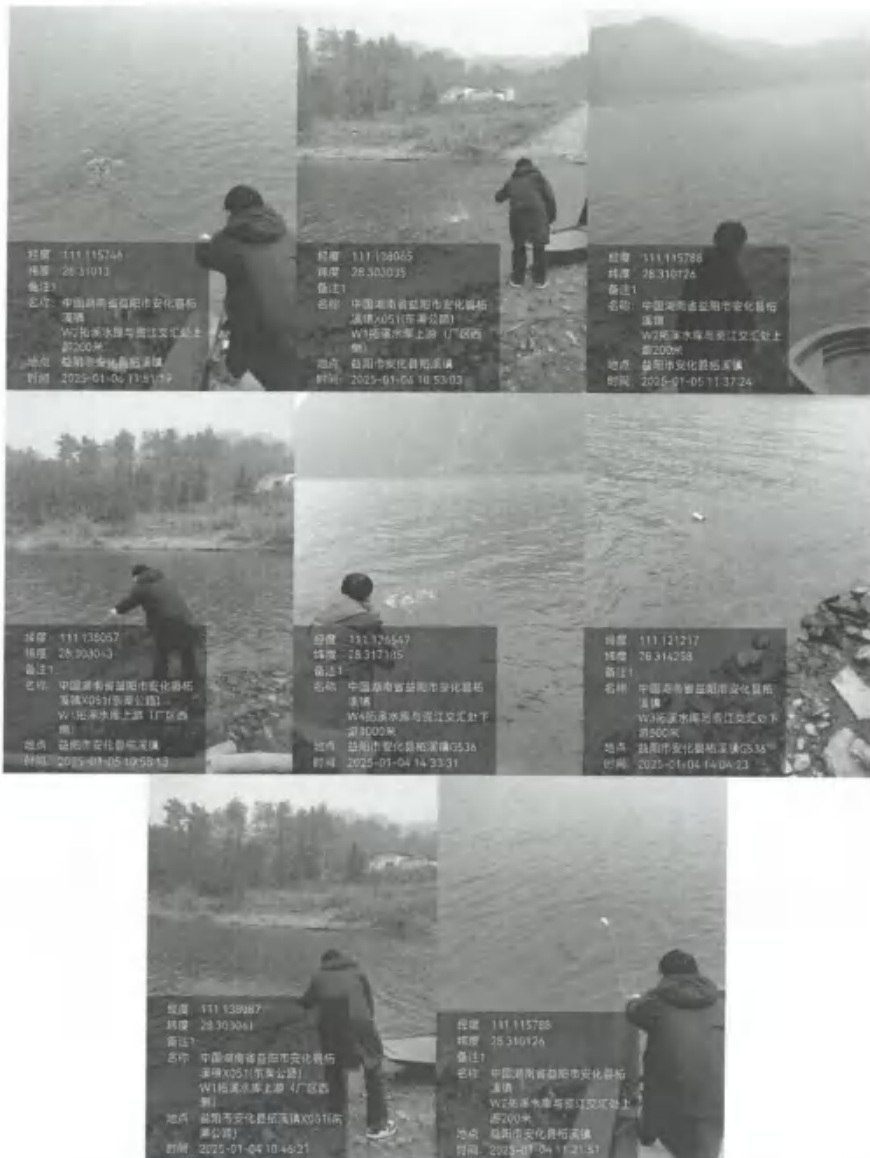 经度 111.115746
纬度 28.31013
备注1
名称 中国湖南省益阳市安化县柘
溪镇
W2柘溪水库与资江交汇处上
游200米
地点 益阳市安化县柘溪镇
时间 2025-01-06 11:51:19
经度 111.138065
纬度 28.303035
备注1
名称 中国湖南省益阳市安化县柘
溪镇X051(东渠公路)
W1柘溪水库上游（厂区西
侧）
地点 益阳市安化县柘溪镇
时间 2025-01-06 10:53:03
经度 111.115788
纬度 28.310126
备注1
名称 中国湖南省益阳市安化县柘
溪镇
W2柘溪水库与资江交汇处上
游200米
地点 益阳市安化县柘溪镇
时间 2025-01-05 11:37:24
经度 111.138057
纬度 28.303043
备注1
名称 中国湖南省益阳市安化县柘
溪镇X051(东渠公路)
W1柘溪水库上游（厂区西
侧）
地点 益阳市安化县柘溪镇
时间 2025-01-05 10:58:13
经度
纬度
备注1
名称 中国湖南省益阳市安化县柘
溪镇
W4柘溪水库与资江交汇处下
地点 益阳市安化县柘溪镇G536
时间 2025-01-04 14:33:31
经度 111.121217
纬度 28.314258
备注1
名称 中国湖南省益阳市安化县柘
溪镇
W3柘溪水库与资江交汇处下
地点 益阳市安化县柘溪镇G536
时间 2025-01-04 14:04:23
经度
纬度
备注1
名称 中国湖南省益阳市安化县柘
溪镇X051(东渠公路)
W1柘溪水库上游（厂区西
侧）
地点 益阳市安化县柘溪镇X051(东
渠公路)
时间 2025-01-04 10:46:21
经度 111.115788
纬度 28.310126
备注1
名称 中国湖南省益阳市安化县柘
溪镇
W2柘溪水库与资江交汇处上
游200米
地点 益阳市安化县柘溪镇
时间 2025-01-04 11:21:51